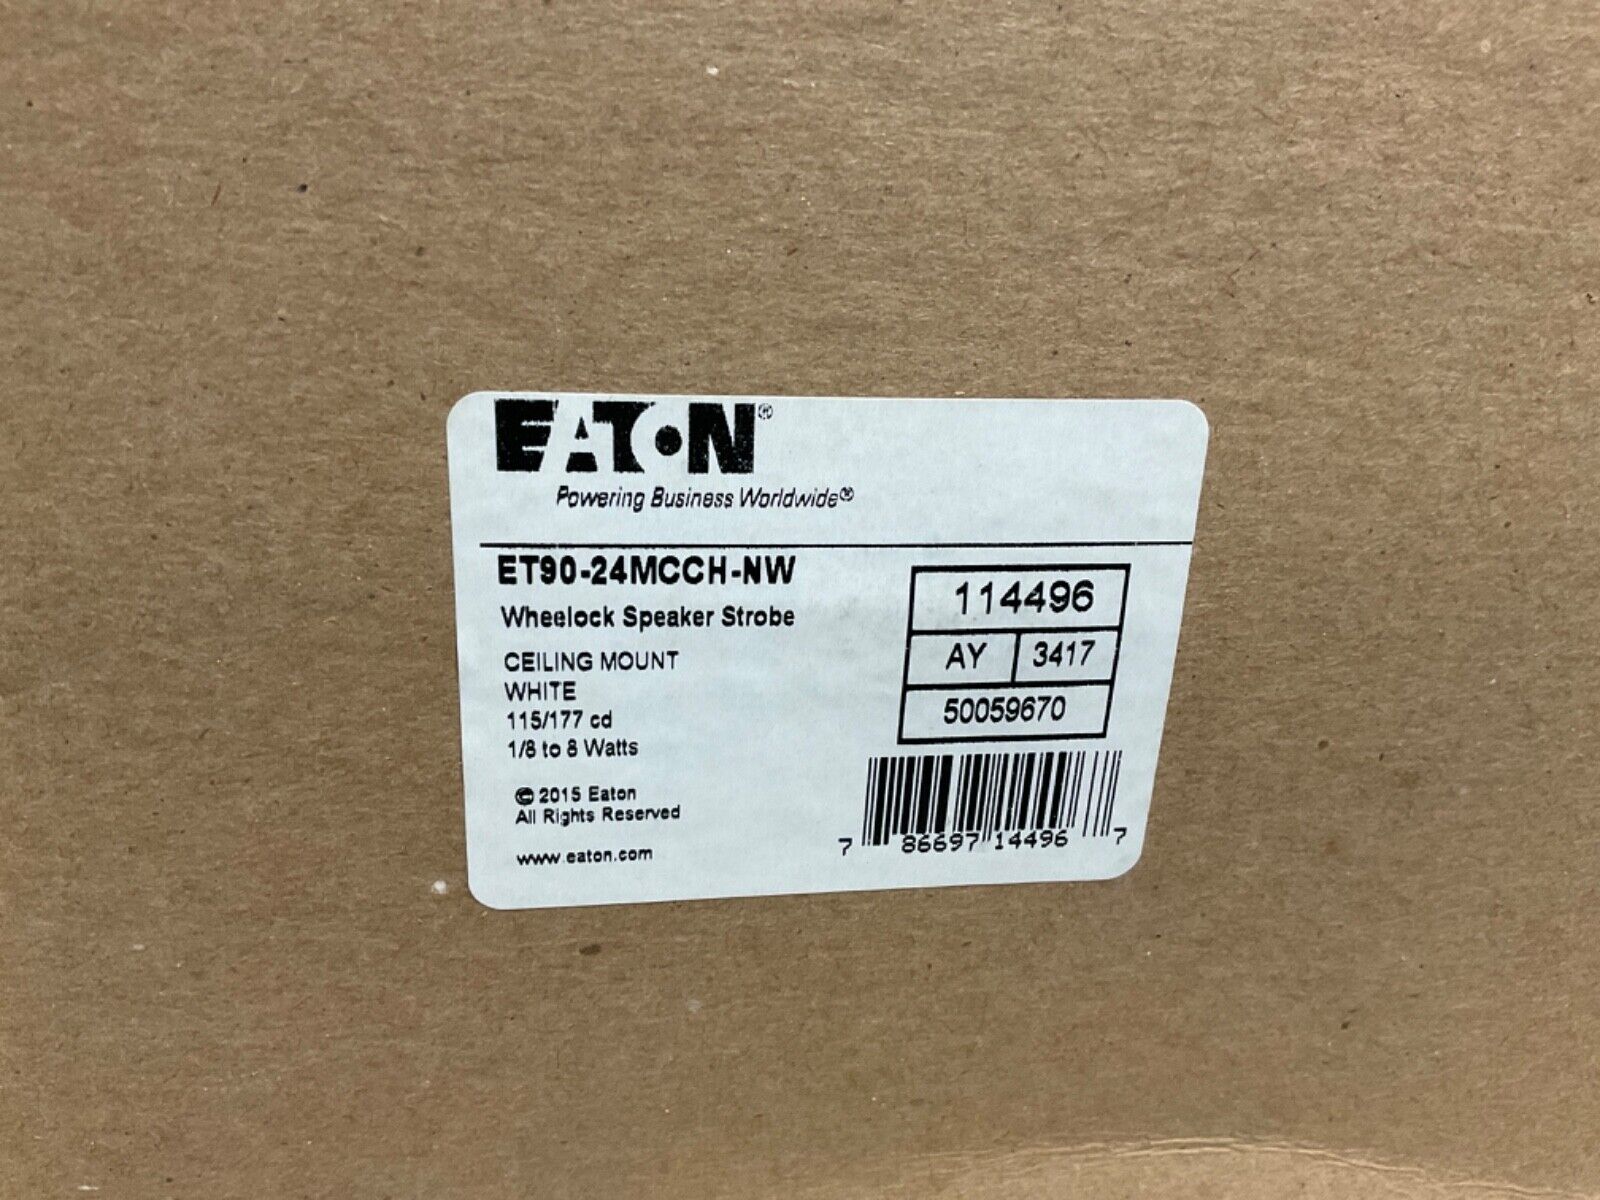 EATON®
Powering Business Worldwide®
ET90-24MCCH-NW
Wheelock Speaker Strobe
CEILING MOUNT
WHITE
115/177 cd
1/8 to 8 Watts
© 2015 Eaton
All Rights Reserved
www.eaton.com
114496
AY 3417
50059670
7 86697 14496 7